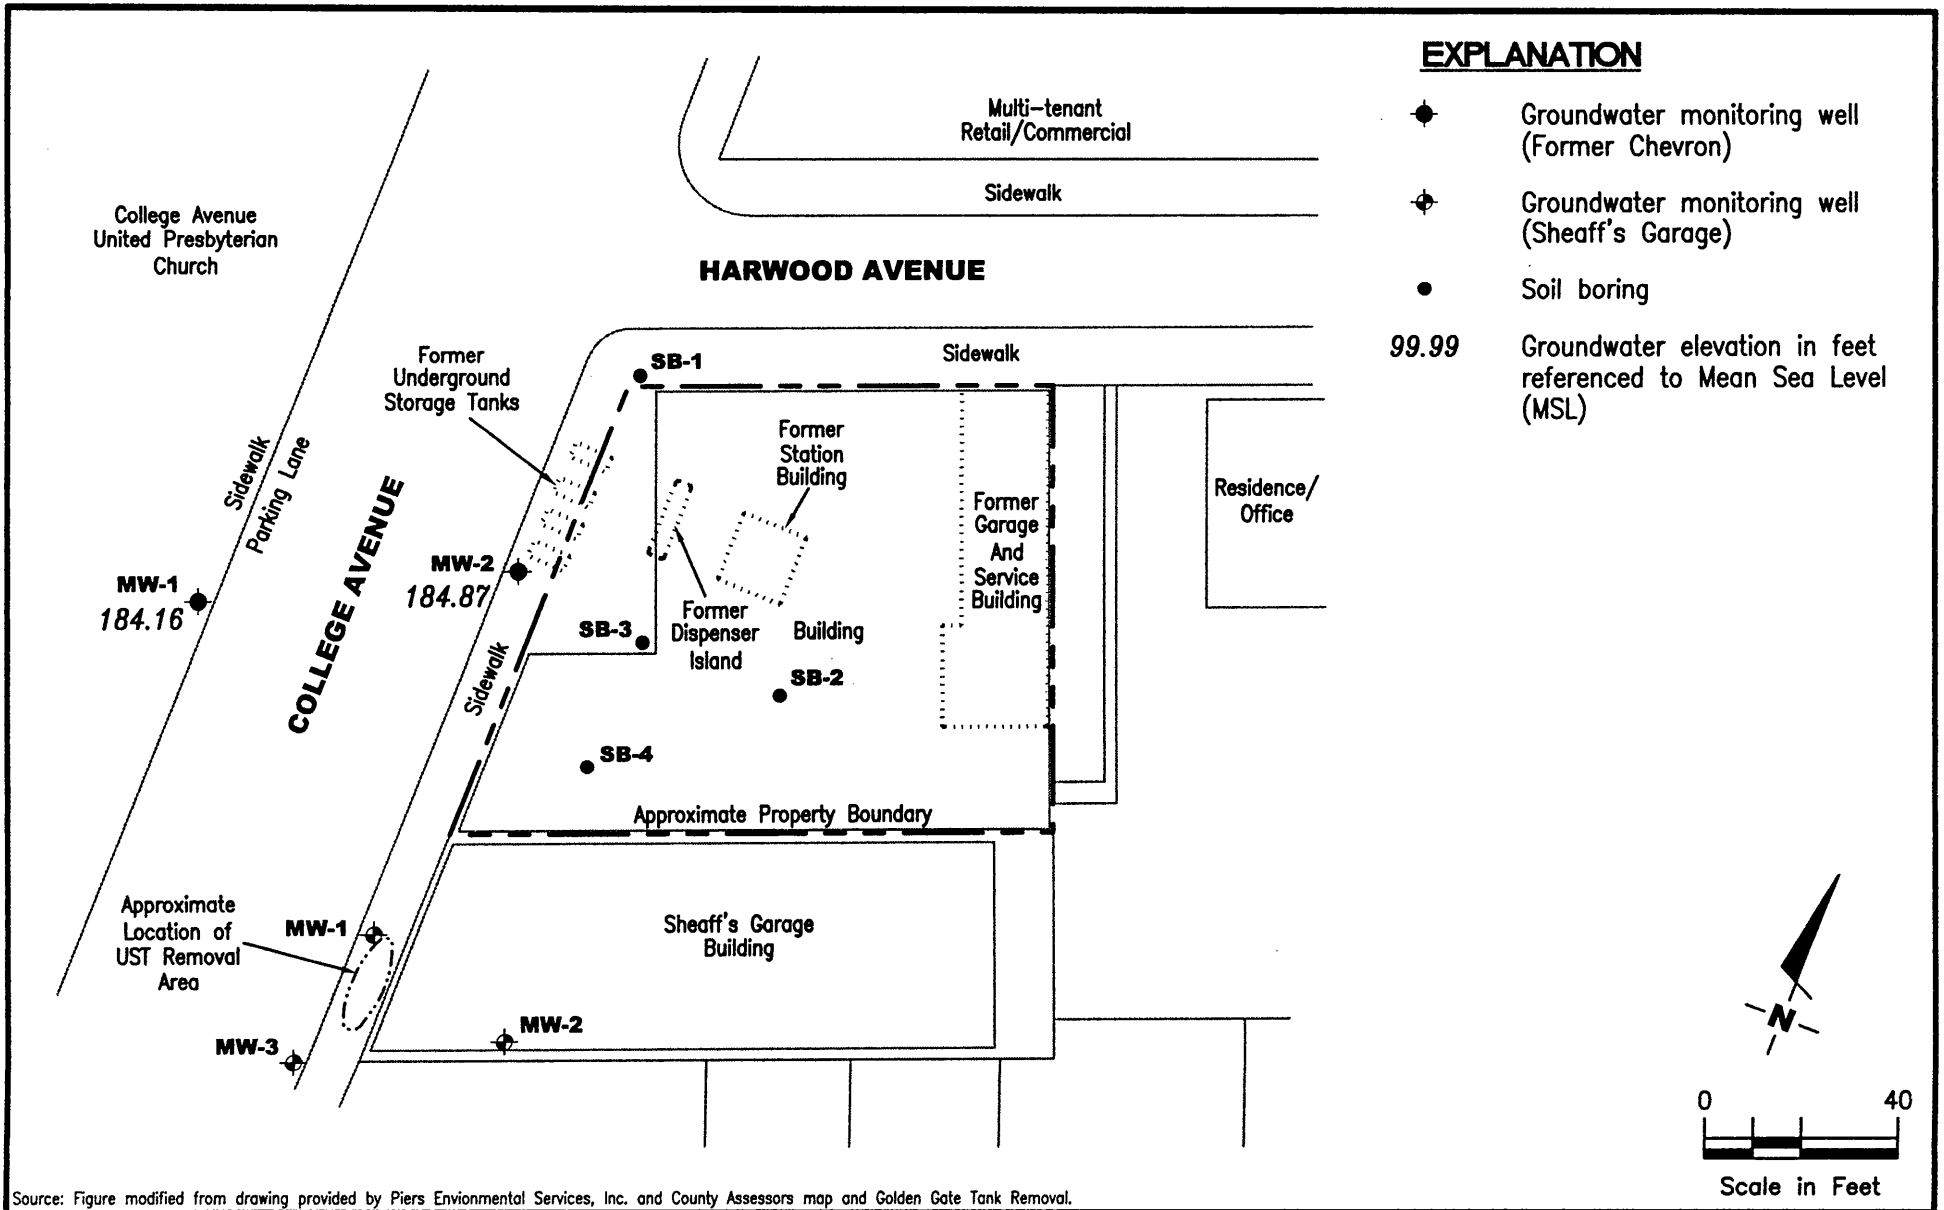 EXPLANATION
Groundwater monitoring well
(Former Chevron)
Groundwater monitoring well
(Sheaff's Garage)
Soil boring
99.99
Groundwater elevation in feet
referenced to Mean Sea Level
(MSL)
Multi-tenant
Retail/Commercial
Sidewalk
College Avenue
United Presbyterian
Church
HARWOOD AVENUE
Sidewalk
Former
Underground
Storage Tanks
SB-1
Former
Station
Building
Sidewalk
Parking Lane
COLLEGE AVENUE
Former
Garage
And
Service
Building
Residence/
Office
MW-1
184.16
MW-2
184.87
SB-3
Former
Dispenser
Island
Building
SB-2
Sidewalk
SB-4
Approximate Property Boundary
Approximate
Location of
UST Removal
Area
MW-1
Sheaff's Garage
Building
MW-2
MW-3
N
0 40
Scale in Feet
Source: Figure modified from drawing provided by Piers Envionmental Services, Inc. and County Assessors map and Golden Gate Tank Removal.